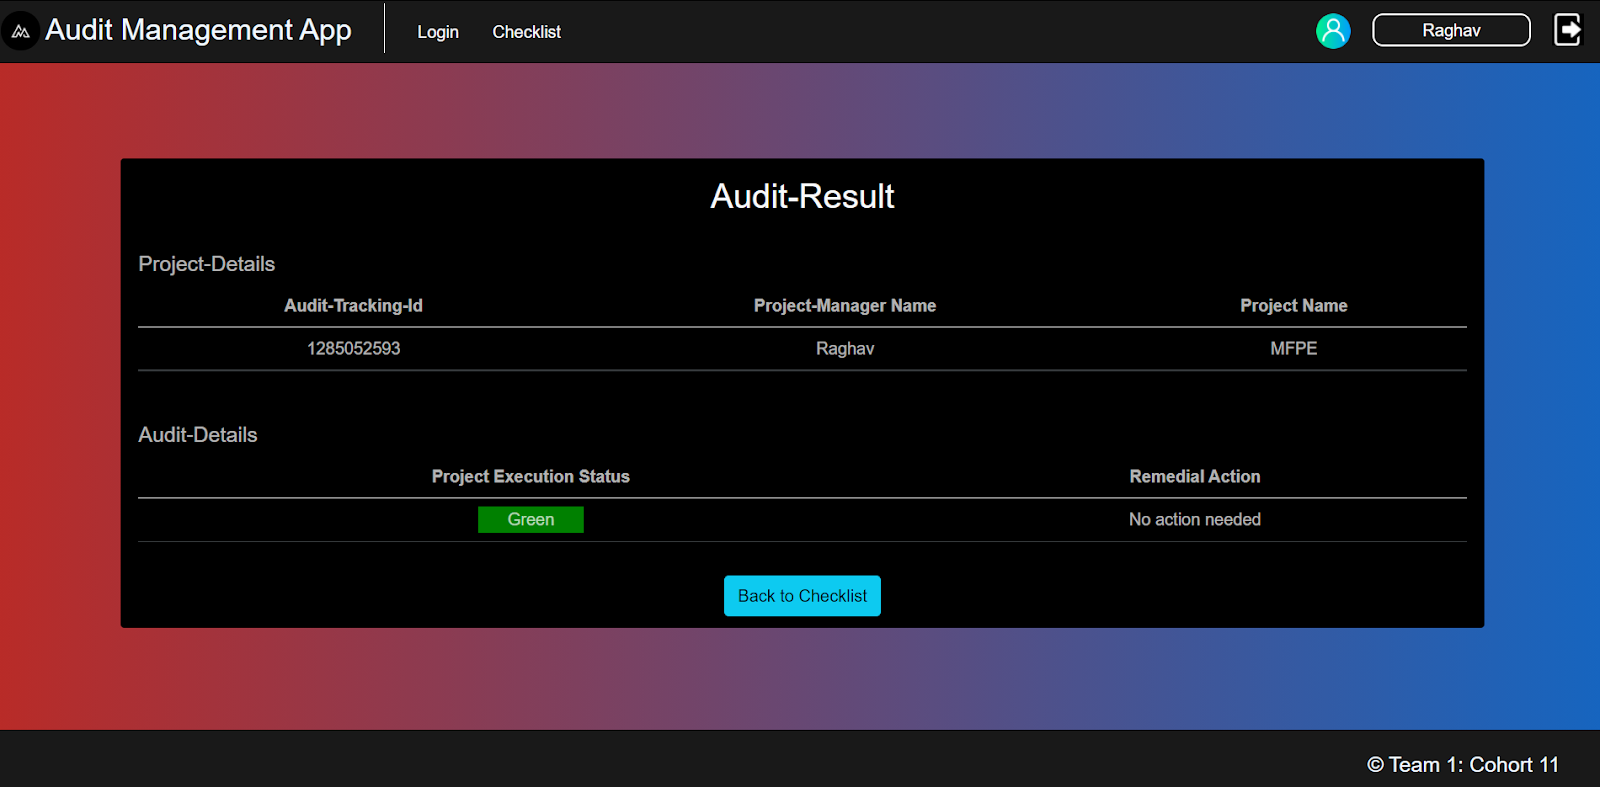 Audit Management App
Login Checklist
Raghav
Audit-Result
Project-Details
Audit-Tracking-Id Project-Manager Name Project Name
1285052593 Raghav MFPE
Audit-Details
Project Execution Status Remedial Action
Green No action needed
Back to Checklist
© Team 1: Cohort 11